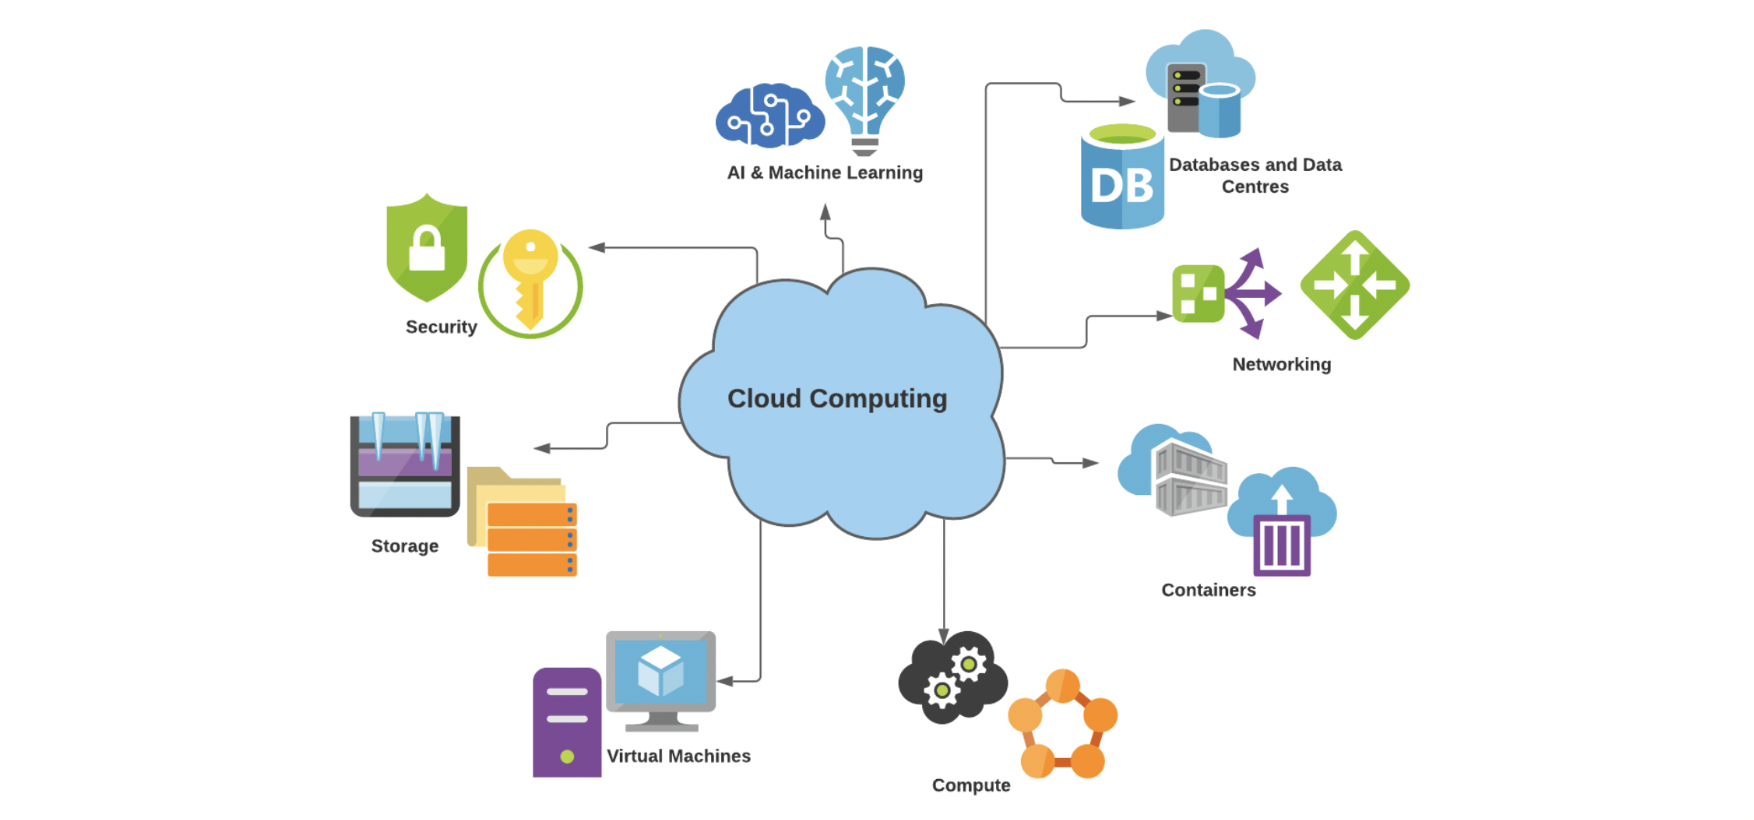 AI & Machine Learning
DB
Databases and Data
Centres
Security
Networking
Cloud Computing
Storage
Containers
Virtual Machines
Compute